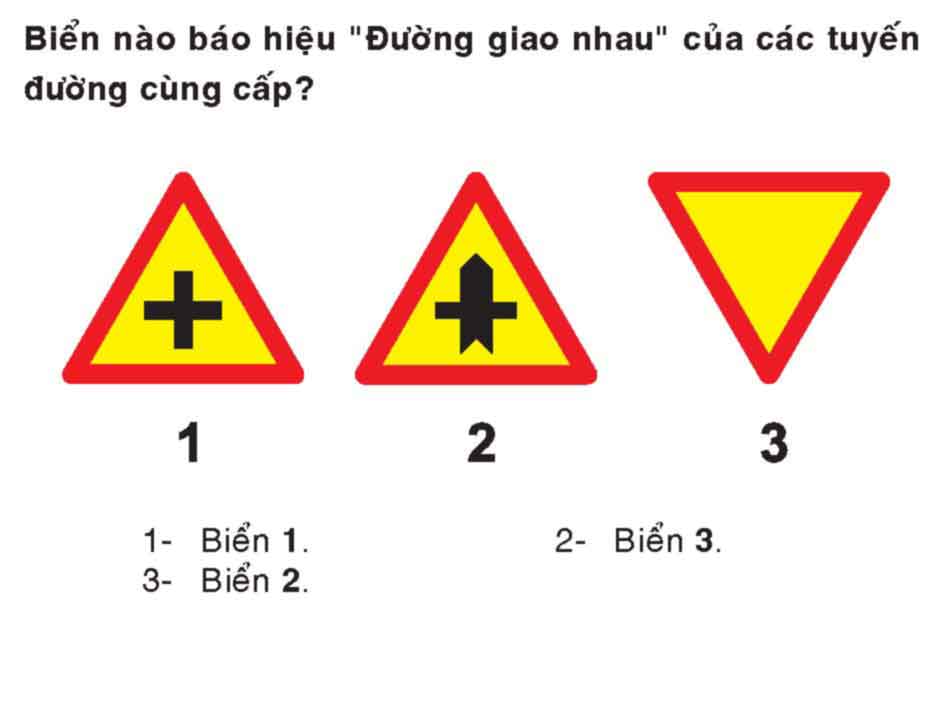 Biển nào báo hiệu "Đường giao nhau" của các tuyến
đường cùng cấp?
1 2 3
1- Biển 1. 2- Biển 3.
3- Biển 2.